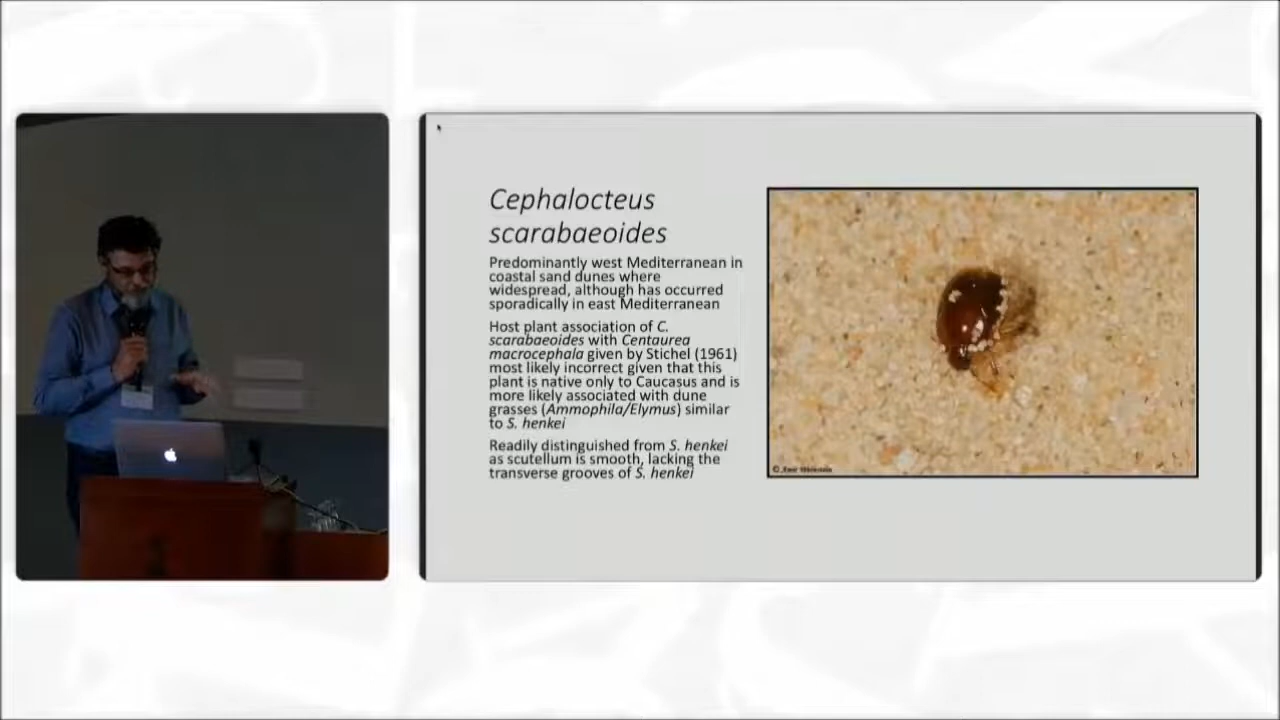 Cephalocteus
scarabaeoides
Predominantly west Mediterranean in
coastal sand dunes where
widespread, although has occurred
sporadically in east Mediterranean
Host plant association of C.
scarabaeoides with Centaurea
macrocephala given by Stichel (1961)
most likely incorrect given that this
plant is native only to Caucasus and is
more likely associated with dune
grasses (Ammophila/Elymus) similar
to S. henkei
Readily distinguished from S. henkei
as scutellum is smooth, lacking the
transverse grooves of S. henkei